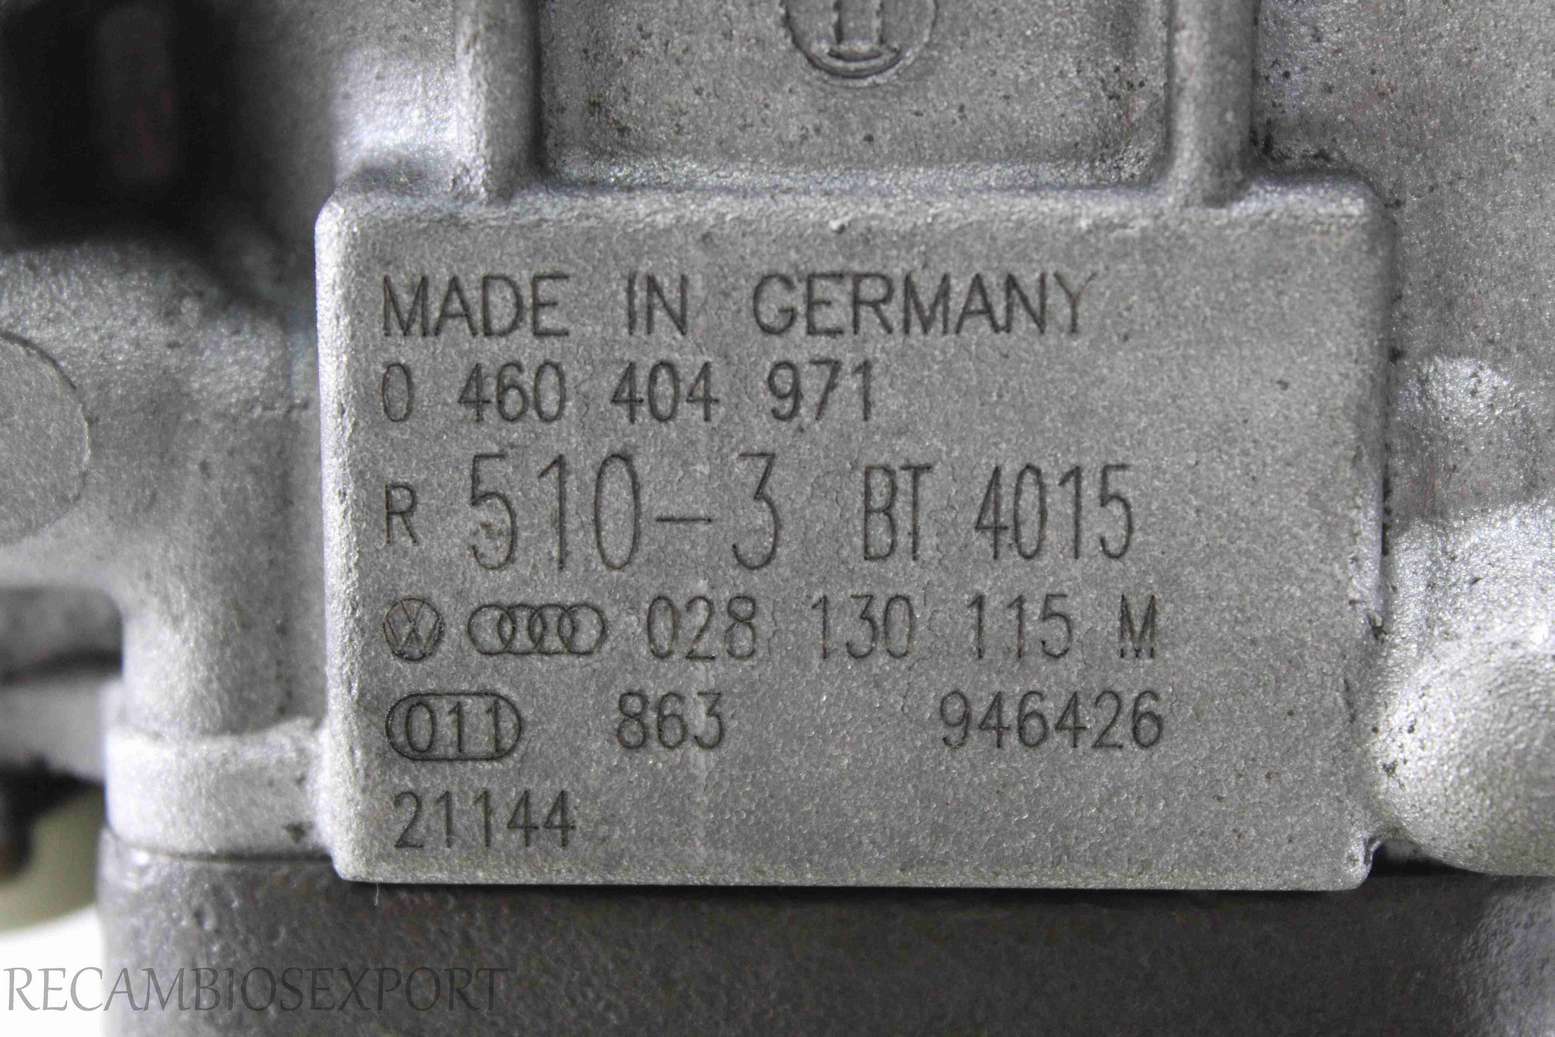 MADE IN GERMANY
0 460 404 971
R 510-3 BT 4015
028 130 115 M
011 863 946426
21144
RECAMBIOSEXPORT